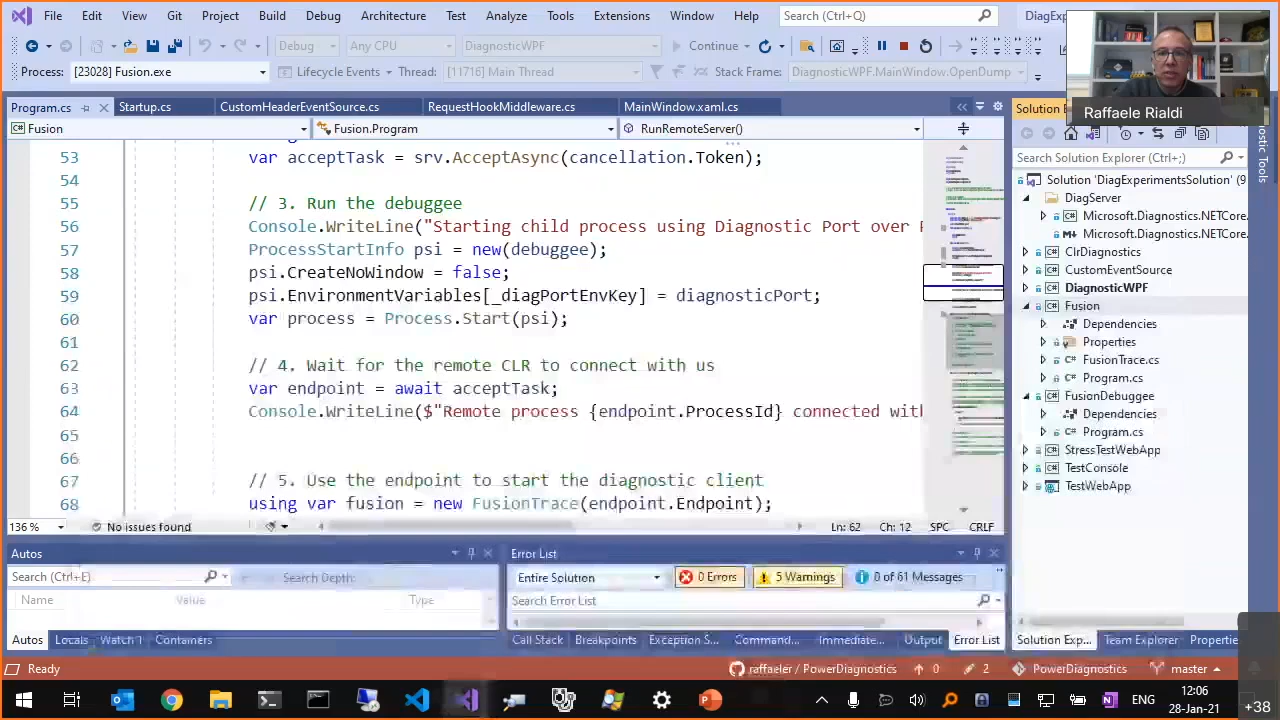 File Edit View Git Project Build Debug Architecture Test Analyze Tools Extensions Window Help Search (Ctrl+Q)
Debug Any CPU DiagnosticWPF Continue
Process: [23028] Fusion.exe Lifecycle Events Thread: Main Thread Stack Frame: DiagnosticWPF.MainWindow.OpenDump
Raffaele Rialdi
Program.cs Startup.cs CustomHeaderEventSource.cs RequestHookMiddleware.cs MainWindow.xaml.cs
Fusion Fusion.Program RunRemoteServer()
53 var acceptTask = srv.AcceptAsync(cancellation.Token);
54
55 // 3. Run the debuggee
56 Console.WriteLine("Starting child process using Diagnostic Port over
57 ProcessStartInfo psi = new(debuggee);
58 psi.CreateNoWindow = false;
59 = diagnosticPort;
60
61
62 // 4. Wait for the remote to connect with us
63 var endpoint = await acceptTask;
64 Console.WriteLine($"Remote process {endpoint.ProcessId} connected with
65
66
67 // 5. Use the endpoint to start the diagnostic client
68 using var fusion = new FusionTrace(endpoint.Endpoint);
136 % No issues found Ln: 62 Ch: 12 SPC CRLF
Solution
Search Solution Explorer (Ctrl+;)
Solution 'DiagExperimentsSolution' (9
DiagServer
Microsoft.Diagnostics.NETCore.
Microsoft.Diagnostics.NETCore.
ClrDiagnostics
CustomEventSource
DiagnosticWPF
Fusion
Dependencies
Properties
FusionTrace.cs
Program.cs
FusionDebuggee
Dependencies
Program.cs
StressTestWebApp
TestConsole
TestWebApp
Solution Exp... Team Explorer Propertie
Autos
Search (Ctrl+E) Search Depth:
Name Value Type
Autos Locals Watch 1 Containers
Error List
Entire Solution 0 Errors 5 Warnings 0 of 61 Messages
Search Error List
Call Stack Breakpoints Exception S... Command... Immediate... Output Error List
Ready raffaeler / PowerDiagnostics 0 2 PowerDiagnostics master
ENG 12:06
28-Jan-21
+38